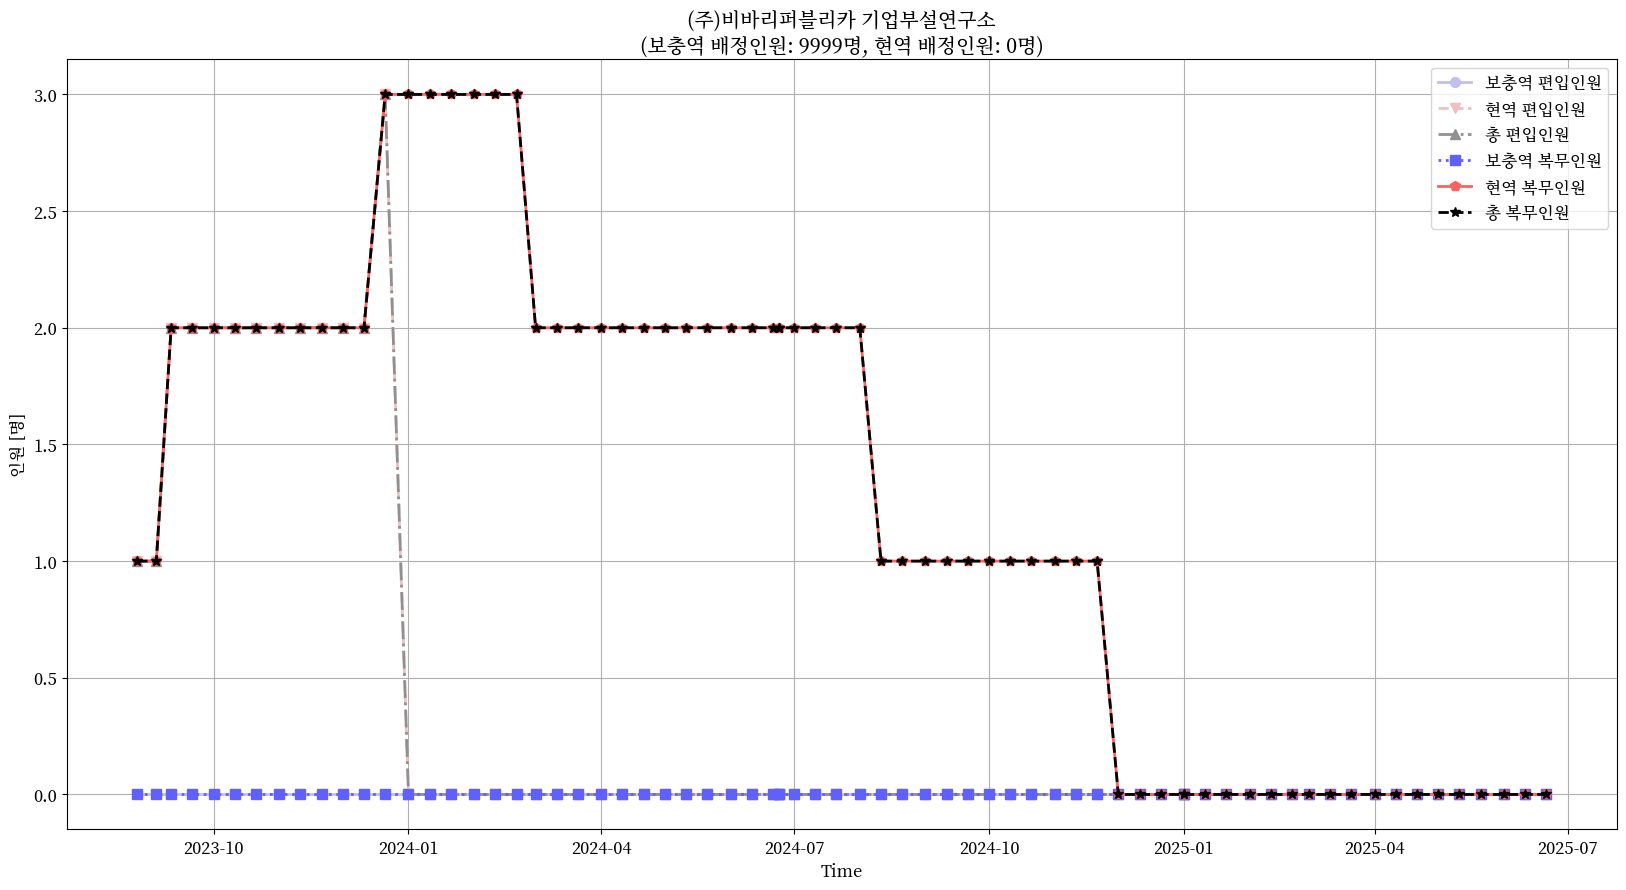 (주)비바리퍼블리카 기업부설연구소
(보충역 배정인원: 9999명, 현역 배정인원: 0명)
보충역 편입인원
현역 편입인원
총 편입인원
보충역 복무인원
현역 복무인원
총 복무인원
인원 [명]
3.0
2.5
2.0
1.5
1.0
0.5
0.0
2023-10
2024-01
2024-04
2024-07
2024-10
2025-01
2025-04
2025-07
Time